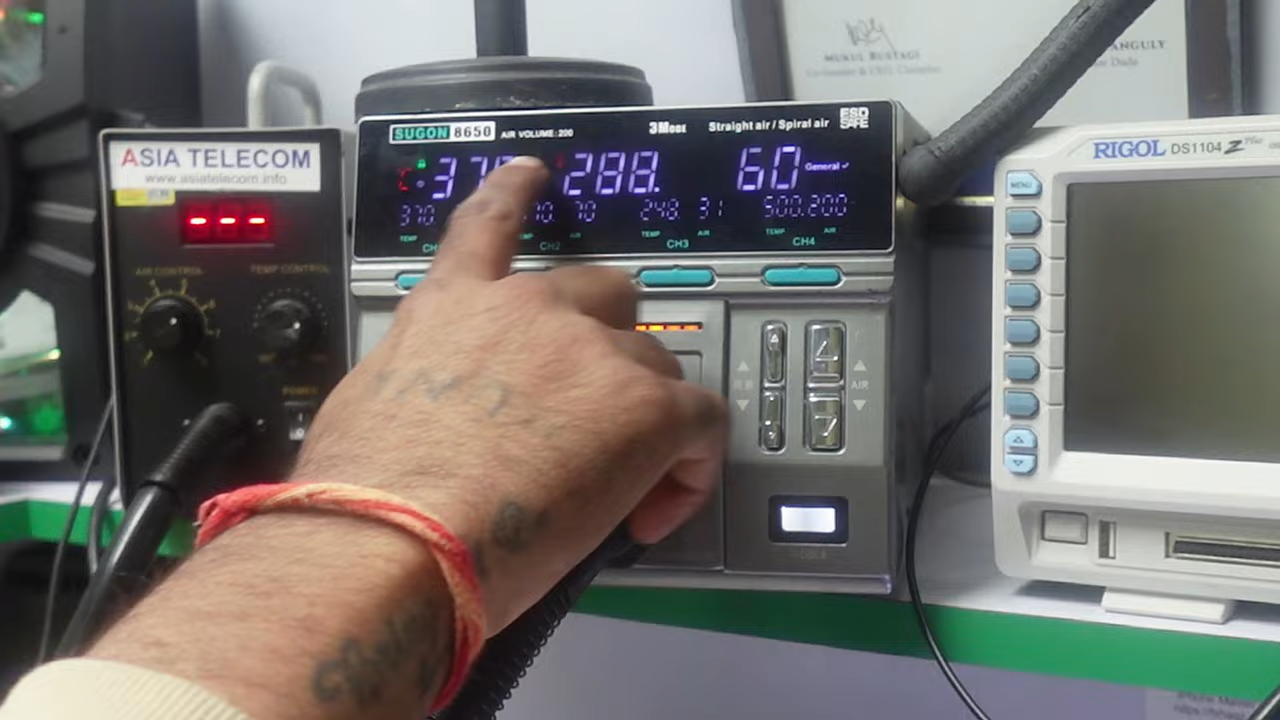 MUKUL RUSTAGI
ANGULY
SUGON 8650 AIR VOLUME:200
Straight air / Spiral air
ESD SAFE
ASIA TELECOM
www.asiatelecom.info
---
288. 60 General
370 70 248 31 500.200
TEMP AIR TEMP AIR TEMP AIR
CH2 CH3 CH4
AIR CONTROL TEMP CONTROL
POWER
AIR
RIGOL DS1104 Z Plus
MENU